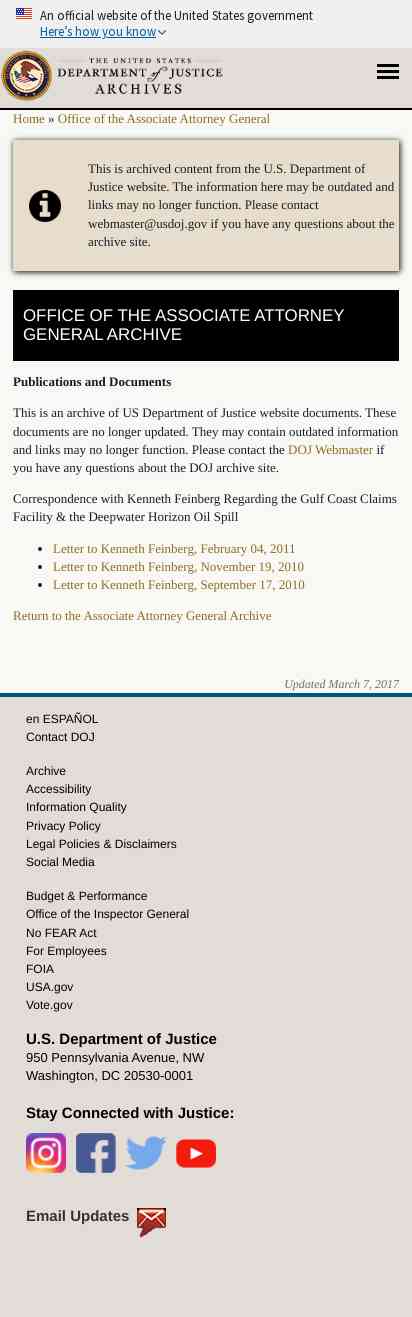 An official website of the United States government
Here's how you know
THE UNITED STATES
DEPARTMENT of JUSTICE
ARCHIVES
Home » Office of the Associate Attorney General
This is archived content from the U.S. Department of
Justice website. The information here may be outdated and
links may no longer function. Please contact
webmaster@usdoj.gov if you have any questions about the
archive site.
OFFICE OF THE ASSOCIATE ATTORNEY
GENERAL ARCHIVE
Publications and Documents
This is an archive of US Department of Justice website documents. These
documents are no longer updated. They may contain outdated information
and links may no longer function. Please contact the DOJ Webmaster if
you have any questions about the DOJ archive site.
Correspondence with Kenneth Feinberg Regarding the Gulf Coast Claims
Facility & the Deepwater Horizon Oil Spill
• Letter to Kenneth Feinberg, February 04, 2011
• Letter to Kenneth Feinberg, November 19, 2010
• Letter to Kenneth Feinberg, September 17, 2010
Return to the Associate Attorney General Archive
Updated March 7, 2017
en ESPAÑOL
Contact DOJ
Archive
Accessibility
Information Quality
Privacy Policy
Legal Policies & Disclaimers
Social Media
Budget & Performance
Office of the Inspector General
No FEAR Act
For Employees
FOIA
USA.gov
Vote.gov
U.S. Department of Justice
950 Pennsylvania Avenue, NW
Washington, DC 20530-0001
Stay Connected with Justice:
Email Updates